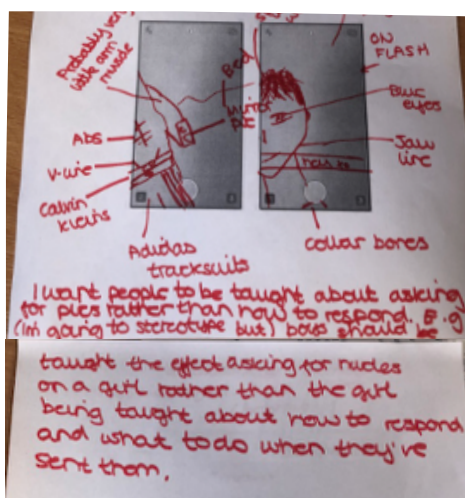 Probably very
little arm
muscle
Bed
Abs
V-line
Calvin
Kleins
Adidas
tracksuits
ON
FLASH
Blue
eyes
Jaw
line
collar bones
I want people to be taught about asking
for pics rather than how to respond. E.g
(im going to stereotype but) boys should be
taught the effect asking for nudes
on a girl rather than the girl
being taught about how to respond
and what to do when they've
sent them.